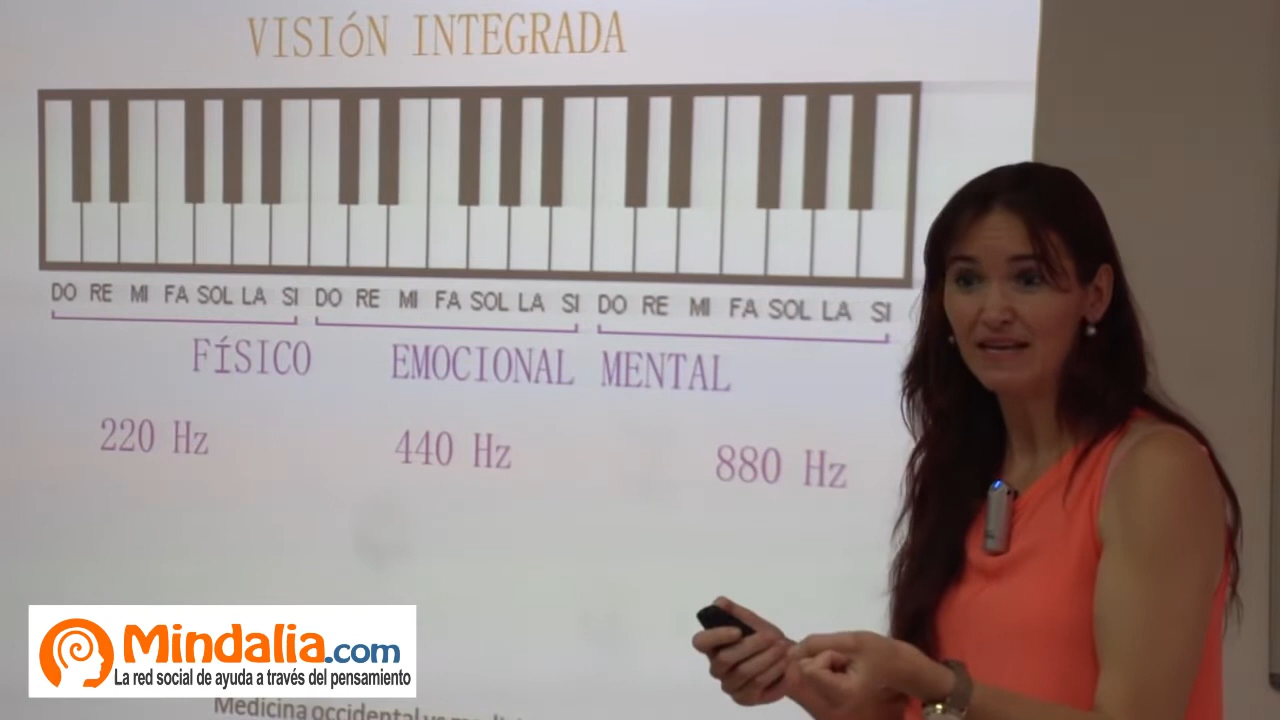 VISIÓN INTEGRADA
DO RE MI FA SOL LA SI DO RE MI FA SOL LA SI DO RE MI FA SOL LA SI
FÍSICO EMOCIONAL MENTAL
220 Hz 440 Hz 880 Hz
Mindalia.com
La red social de ayuda a través del pensamiento
Medicina occidental vs